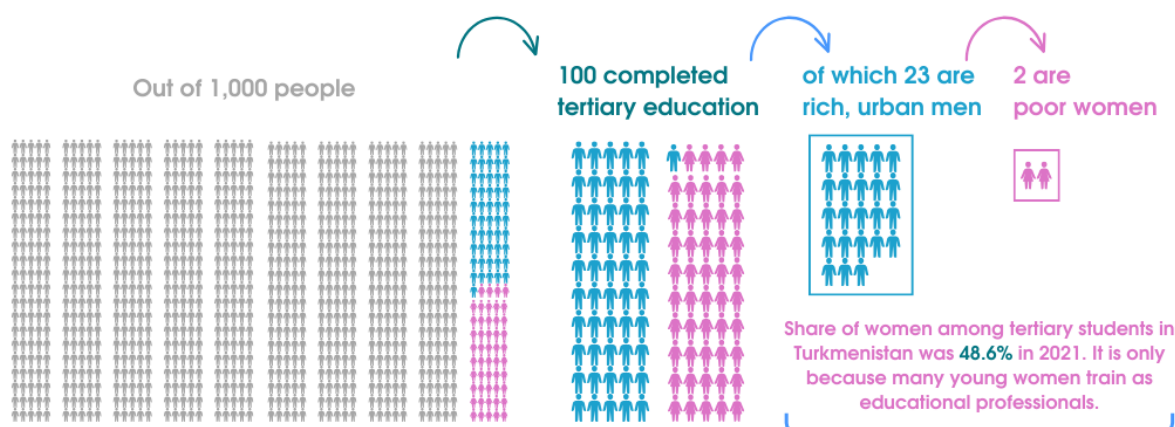 Out of 1,000 people
100 completed
tertiary education
of which 23 are
rich, urban men
2 are
poor women
Share of women among tertiary students in
Turkmenistan was 48.6% in 2021. It is only
because many young women train as
educational professionals.